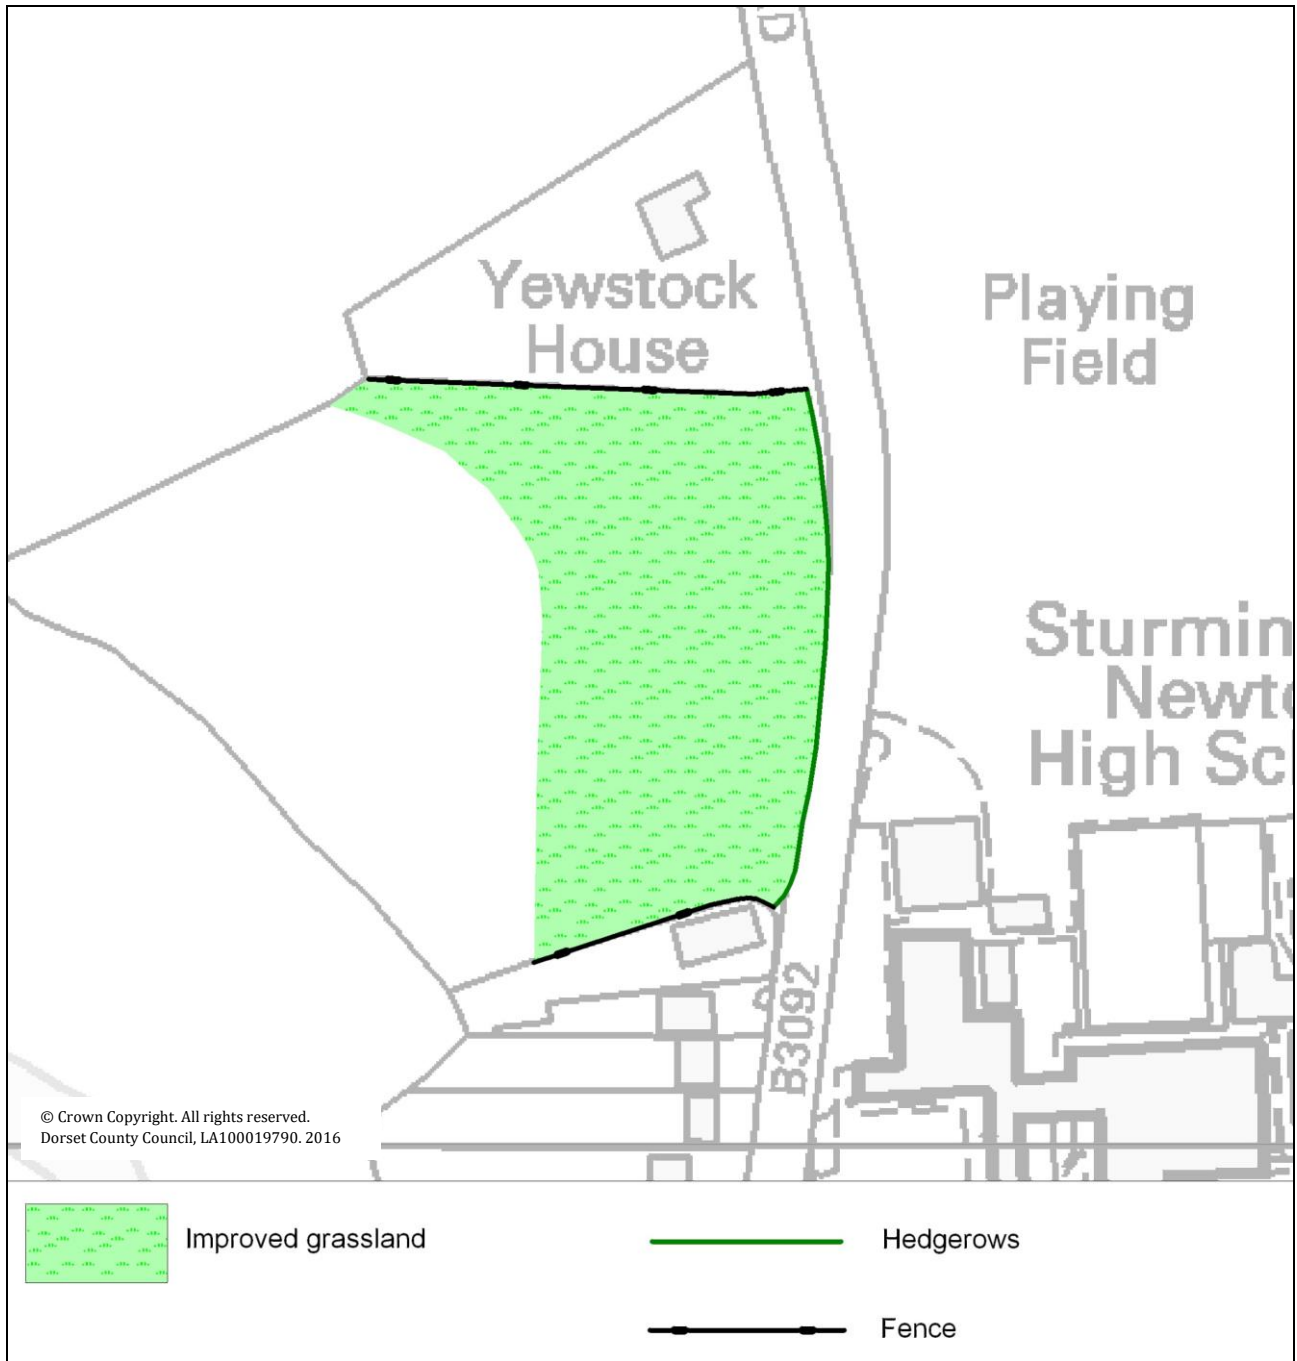 D
Yewstock
House
Playing
Field
Sturmin
Newto
High Sc
B3092
© Crown Copyright. All rights reserved.
Dorset County Council, LA100019790. 2016
Improved grassland
Hedgerows
Fence